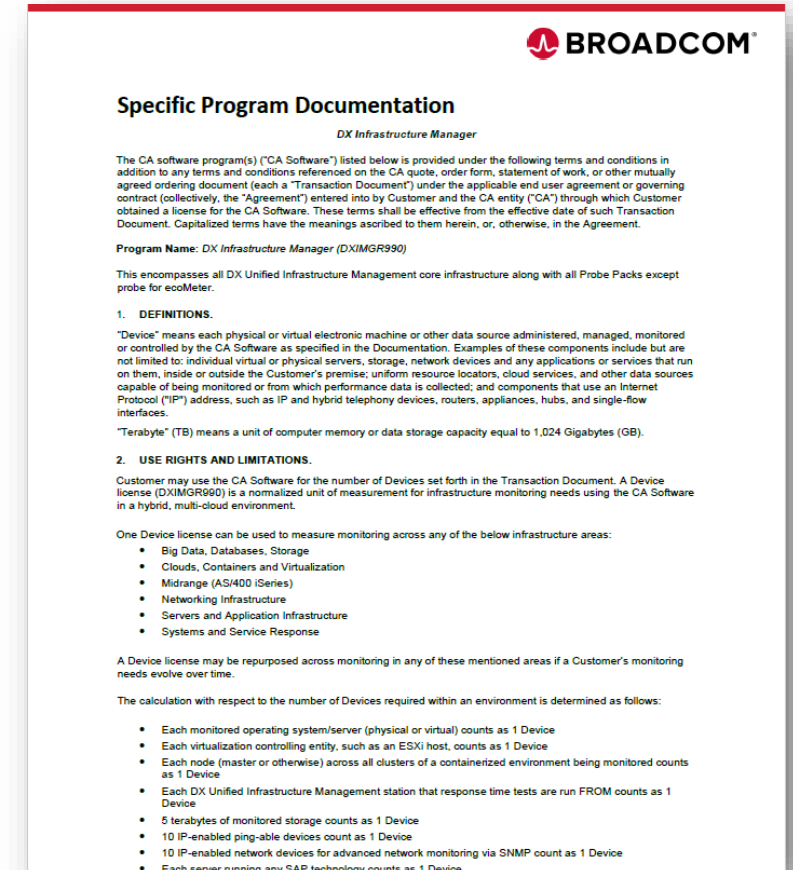 BROADCOM®
Specific Program Documentation
DX Infrastructure Manager
The CA software program(s) ("CA Software") listed below is provided under the following terms and conditions in
addition to any terms and conditions referenced on the CA quote, order form, statement of work, or other mutually
agreed ordering document (each a "Transaction Document") under the applicable end user agreement or governing
contract (collectively, the "Agreement") entered into by Customer and the CA entity ("CA") through which Customer
obtained a license for the CA Software. These terms shall be effective from the effective date of such Transaction
Document. Capitalized terms have the meanings ascribed to them herein, or, otherwise, in the Agreement.
Program Name: DX Infrastructure Manager (DXIMGR990)
This encompasses all DX Unified Infrastructure Management core infrastructure along with all Probe Packs except
probe for ecoMeter.
1. DEFINITIONS.
"Device" means each physical or virtual electronic machine or other data source administered, managed, monitored
or controlled by the CA Software as specified in the Documentation. Examples of these components include but are
not limited to: individual virtual or physical servers, storage, network devices and any applications or services that run
on them, inside or outside the Customer's premise; uniform resource locators, cloud services, and other data sources
capable of being monitored or from which performance data is collected; and components that use an Internet
Protocol ("IP") address, such as IP and hybrid telephony devices, routers, appliances, hubs, and single-flow
interfaces.
"Terabyte" (TB) means a unit of computer memory or data storage capacity equal to 1,024 Gigabytes (GB).
2. USE RIGHTS AND LIMITATIONS.
Customer may use the CA Software for the number of Devices set forth in the Transaction Document. A Device
license (DXIMGR990) is a normalized unit of measurement for infrastructure monitoring needs using the CA Software
in a hybrid, multi-cloud environment.
One Device license can be used to measure monitoring across any of the below infrastructure areas:
• Big Data, Databases, Storage
• Clouds, Containers and Virtualization
• Midrange (AS/400 iSeries)
• Networking Infrastructure
• Servers and Application Infrastructure
• Systems and Service Response
A Device license may be repurposed across monitoring in any of these mentioned areas if a Customer's monitoring
needs evolve over time.
The calculation with respect to the number of Devices required within an environment is determined as follows:
• Each monitored operating system/server (physical or virtual) counts as 1 Device
• Each virtualization controlling entity, such as an ESXi host, counts as 1 Device
• Each node (master or otherwise) across all clusters of a containerized environment being monitored counts
as 1 Device
• Each DX Unified Infrastructure Management station that response time tests are run FROM counts as 1
Device
• 5 terabytes of monitored storage counts as 1 Device
• 10 IP-enabled ping-able devices count as 1 Device
• 10 IP-enabled network devices for advanced network monitoring via SNMP count as 1 Device
• Each server running any SAP technology counts as 1 Device